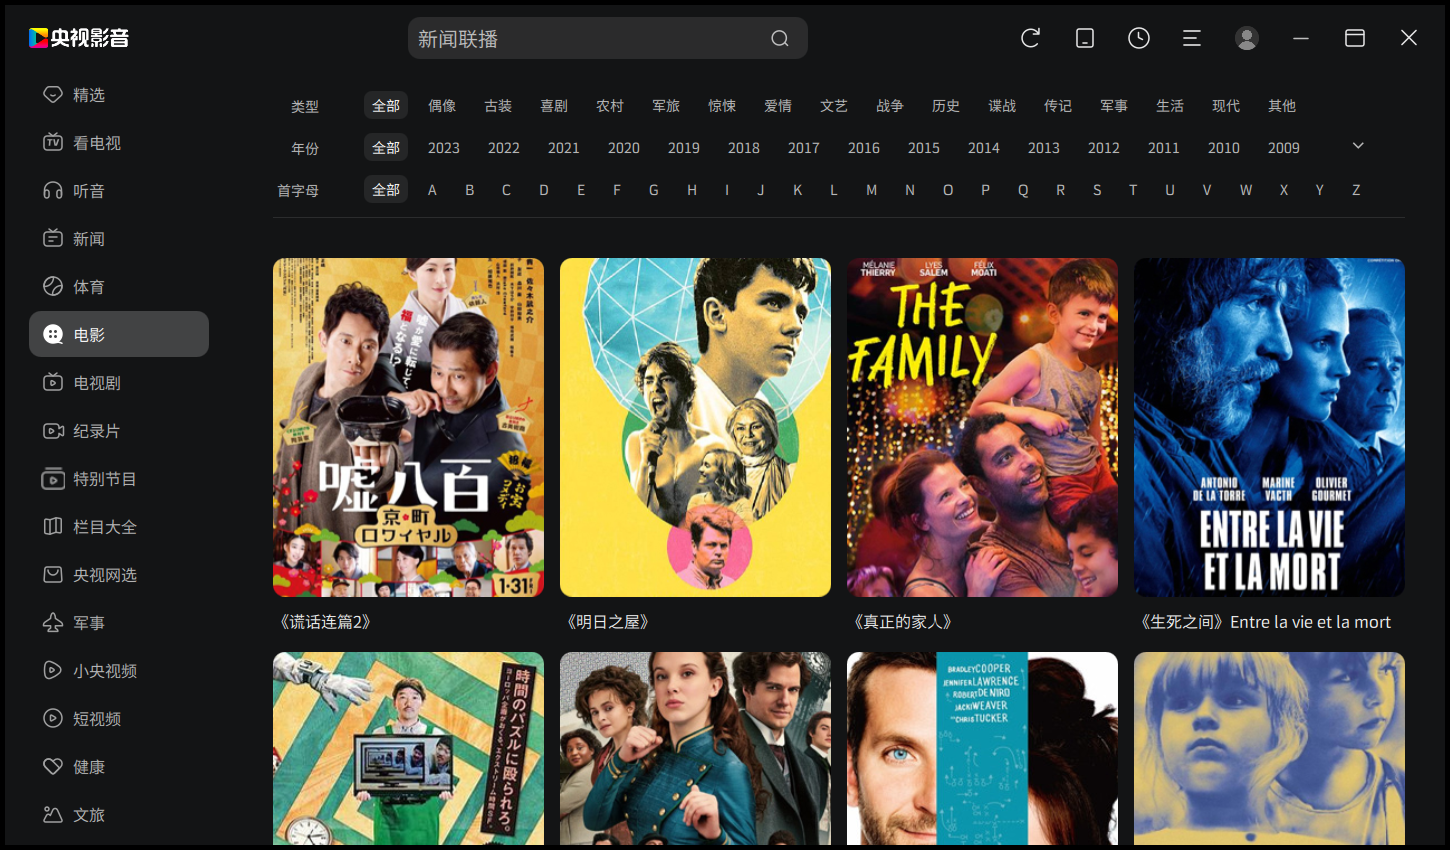 央视影音
新闻联播
精选
看电视
听音
新闻
体育
电影
电视剧
纪录片
特别节目
栏目大全
央视网选
军事
小央视频
短视频
健康
文旅
类型 全部 偶像 古装 喜剧 农村 军旅 惊悚 爱情 文艺 战争 历史 谍战 传记 军事 生活 现代 其他
年份 全部 2023 2022 2021 2020 2019 2018 2017 2016 2015 2014 2013 2012 2011 2010 2009
首字母 全部 A B C D E F G H I J K L M N O P Q R S T U V W X Y Z
嘘八百
京町
ロワイヤル
1・31
《谎话连篇2》
《明日之屋》
MÉLANIE THIERRY
LYES SALEM
FÉLIX MOATI
THE
FAMILY
《真正的家人》
ANTONIO DE LA TORRE
MARINE VACTH
OLIVIER GOURMET
ENTRE LA VIE
ET LA MORT
《生死之间》Entre la vie et la mort
時間のパズルに殴られろ。
BRADLEY COOPER
JENNIFER LAWRENCE
ROBERT DE NIRO
JACKI WEAVER
AND CHRIS TUCKER